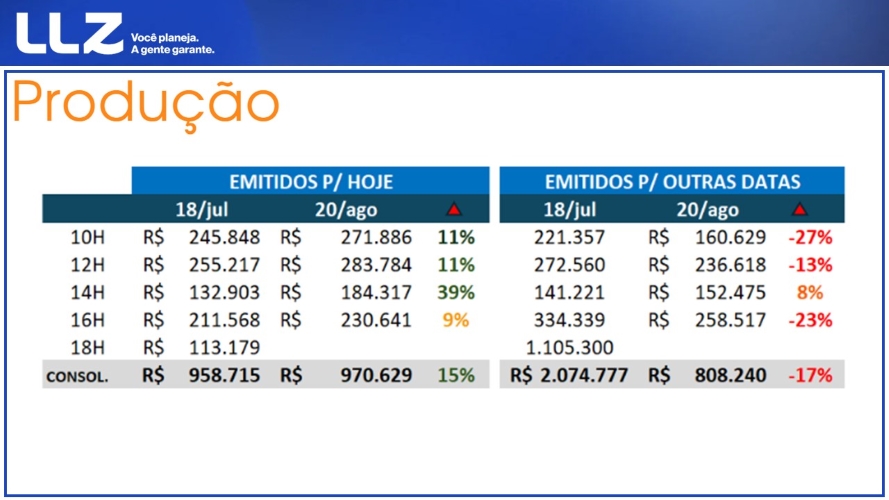 LLZ
Você planeja.
A gente garante.
Produção
EMITIDOS P/ HOJE EMITIDOS P/ OUTRAS DATAS
18/jul 20/ago 18/jul 20/ago
10H R$ 245.848 R$ 271.886 11% 221.357 R$ 160.629 -27%
12H R$ 255.217 R$ 283.784 11% 272.560 R$ 236.618 -13%
14H R$ 132.903 R$ 184.317 39% 141.221 R$ 152.475 8%
16H R$ 211.568 R$ 230.641 9% 334.339 R$ 258.517 -23%
18H R$ 113.179 1.105.300
CONSOL. R$ 958.715 R$ 970.629 15% R$ 2.074.777 R$ 808.240 -17%